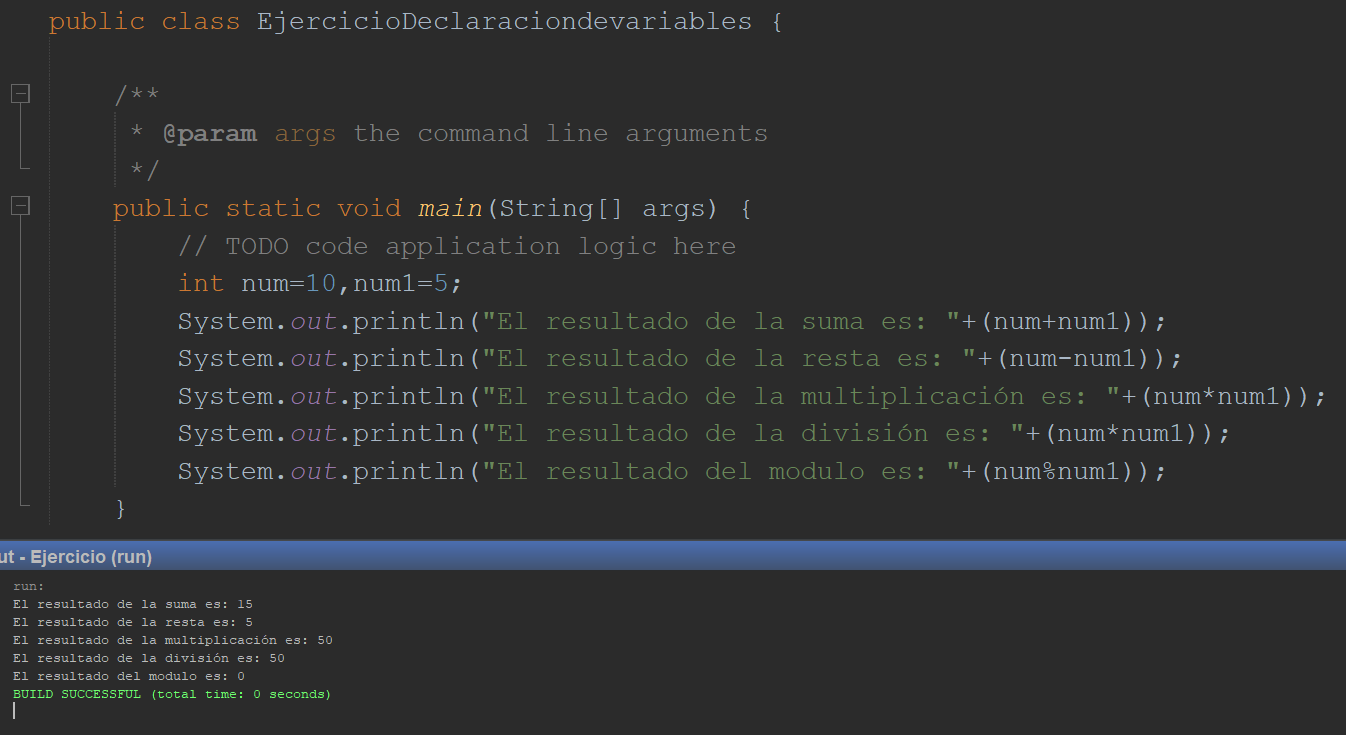 public class EjercicioDeclaraciondevariables {
/**
* @param args the command line arguments
*/
public static void main(String[] args) {
// TODO code application logic here
int num=10,num1=5;
System.out.println("El resultado de la suma es: "+(num+num1));
System.out.println("El resultado de la resta es: "+(num-num1));
System.out.println("El resultado de la multiplicación es: "+(num*num1));
System.out.println("El resultado de la división es: "+(num*num1));
System.out.println("El resultado del modulo es: "+(num%num1));
}
ut - Ejercicio (run)
run:
El resultado de la suma es: 15
El resultado de la resta es: 5
El resultado de la multiplicación es: 50
El resultado de la división es: 50
El resultado del modulo es: 0
BUILD SUCCESSFUL (total time: 0 seconds)